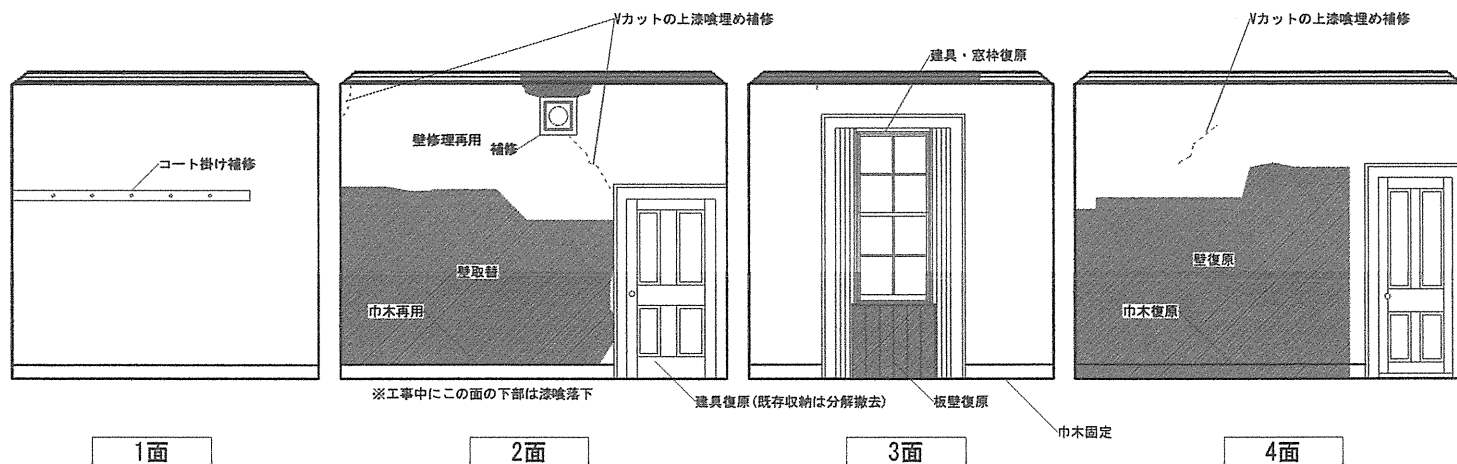 Vカットの上漆喰埋め補修
Vカットの上漆喰埋め補修
建具・窓枠復原
壁修理再用
補修
コート掛け補修
壁取替
壁復原
巾木再用
巾木復原
※工事中にこの面の下部は漆喰落下
建具復原(既存収納は分解撤去)
板壁復原
巾木固定
1面
2面
3面
4面